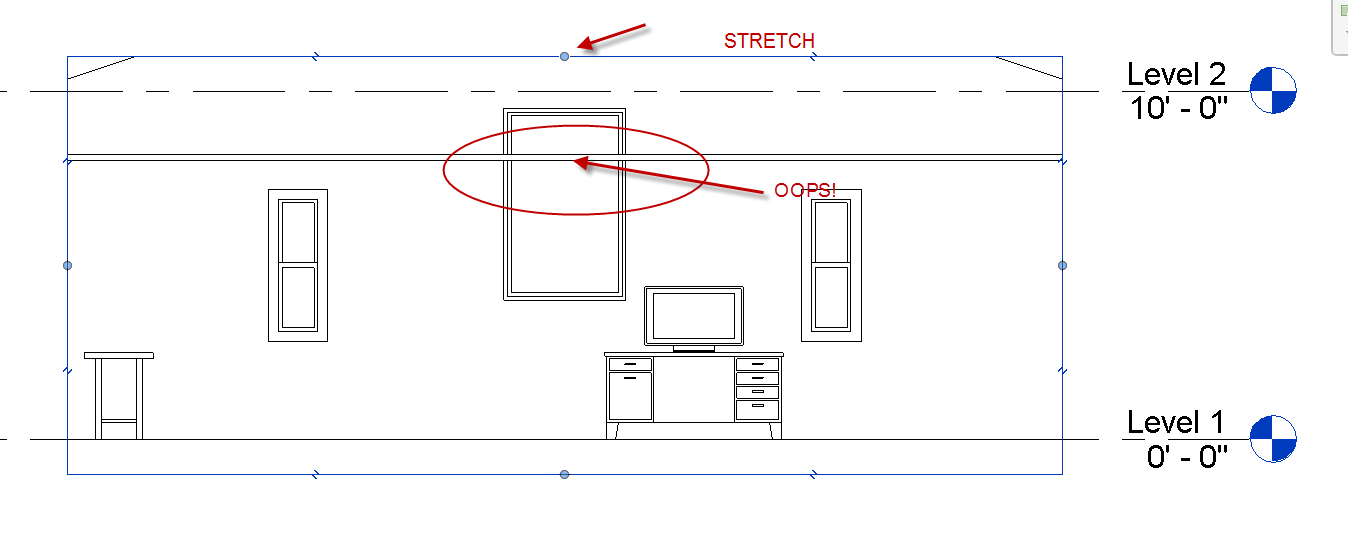 STRETCH
Level 2
10' - 0"
OOPS!
Level 1
0' - 0"